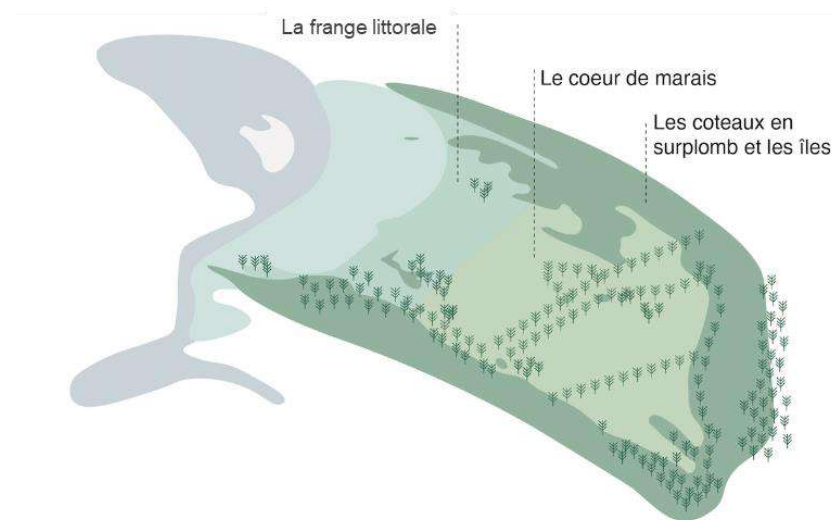 La frange littorale
Le coeur de marais
Les coteaux en
surplomb et les îles